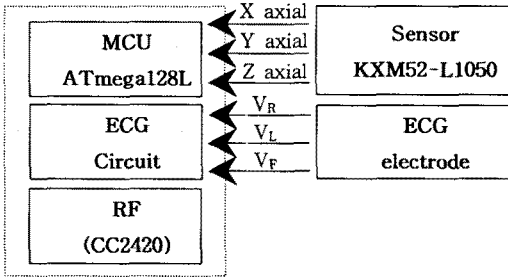 MCU
ATmega128L
X axial
Y axial
Z axial
Sensor
KXM52-L1050
ECG
Circuit
VR
VL
VF
ECG
electrode
RF
(CC2420)